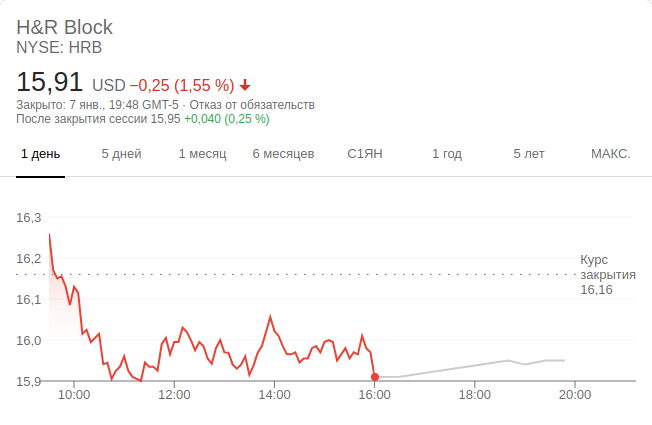 H&R Block
NYSE: HRB
15,91 USD −0,25 (1,55 %)
Закрыто: 7 янв., 19:48 GMT-5 · Отказ от обязательств
После закрытия сессии 15,95 +0,040 (0,25 %)
1 день 5 дней 1 месяц 6 месяцев С1ЯН 1 год 5 лет МАКС.
16,3
16,2
Курс
закрытия
16,16
16,1
16,0
15,9
10:00 12:00 14:00 16:00 18:00 20:00